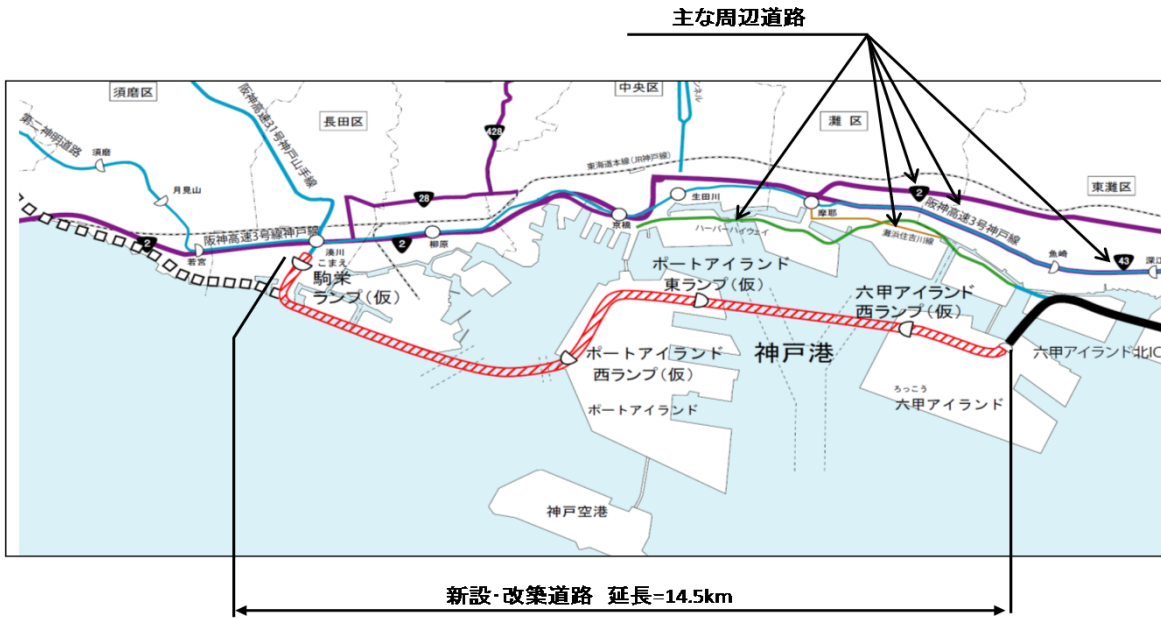 主な周辺道路
須磨区
阪神高速31号神戸山手線
長田区
428
中央区
ンネル
灘 区
第二神明道路
須磨
月見山
東海道本線(JR神戸線)
28
生田川
2
東灘区
摩耶
阪神高速3号神戸線
京橋
ハーバーハイウェイ
灘浜住吉川線
2
若宮
阪神高速3号線神戸線
湊川
2
柳原
魚崎
43
深江
こまえ
駒栄
ランプ(仮)
ポートアイランド
東ランプ(仮)
六甲アイランド
西ランプ(仮)
神戸港
ポートアイランド
西ランプ(仮)
六甲アイランド北IC
ろっこう
六甲アイランド
ポートアイランド
神戸空港
新設･改築道路 延長=14.5km